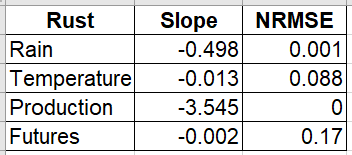 Rust Slope NRMSE
Rain -0.498 0.001
Temperature -0.013 0.088
Production -3.545 0
Futures -0.002 0.17